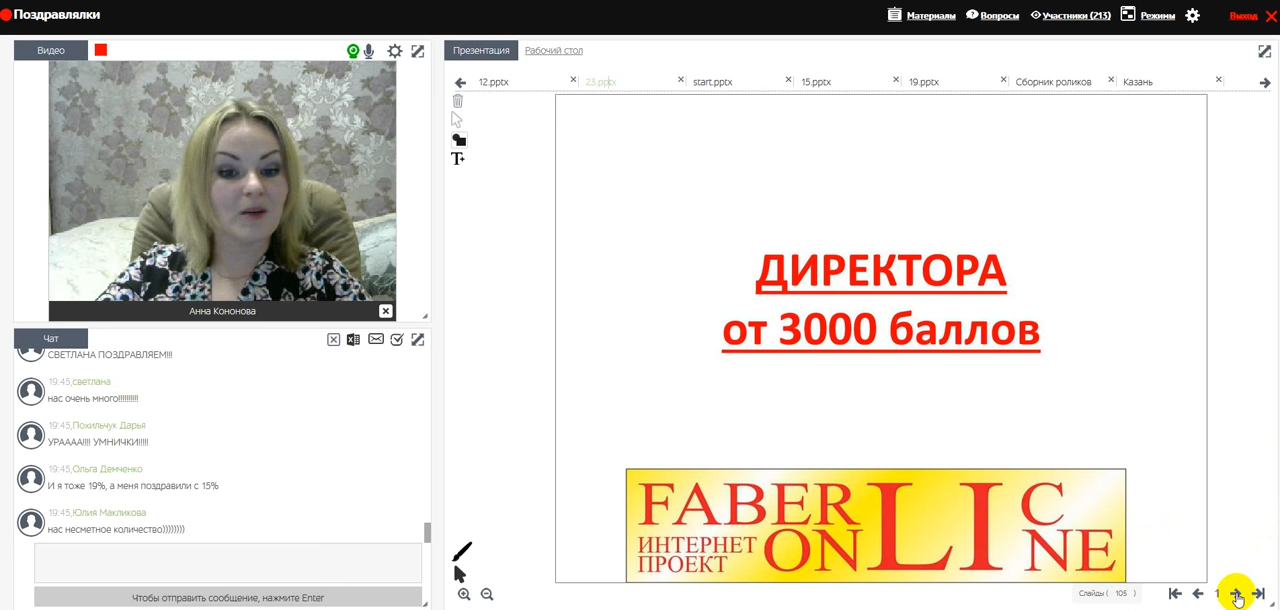 Поздравлялки
Материалы
Вопросы
Участники (213)
Режимы
Выход
Видео
Анна Кононова
Чат
СВЕТЛАНА ПОЗДРАВЛЯЕМ!!!
19:45,светлана
нас очень много!!!!!!!!!!
19:45,Похильчук Дарья
УРАААА!!!! УМНИЧКИ!!!!!
19:45,Ольга Демченко
И я тоже 19%, а меня поздравили с 15%
19:45,Юлия Макликова
нас несметное количество))))))))
Чтобы отправить сообщение, нажмите Enter
Презентация
Рабочий стол
12.pptx
23.pptx
start.pptx
15.pptx
19.pptx
Сборник роликов
Казань
ДИРЕКТОРА
от 3000 баллов
FABERLIC
ИНТЕРНЕТ
ПРОЕКТ
ONLINE
Слайды ( 105 )
1